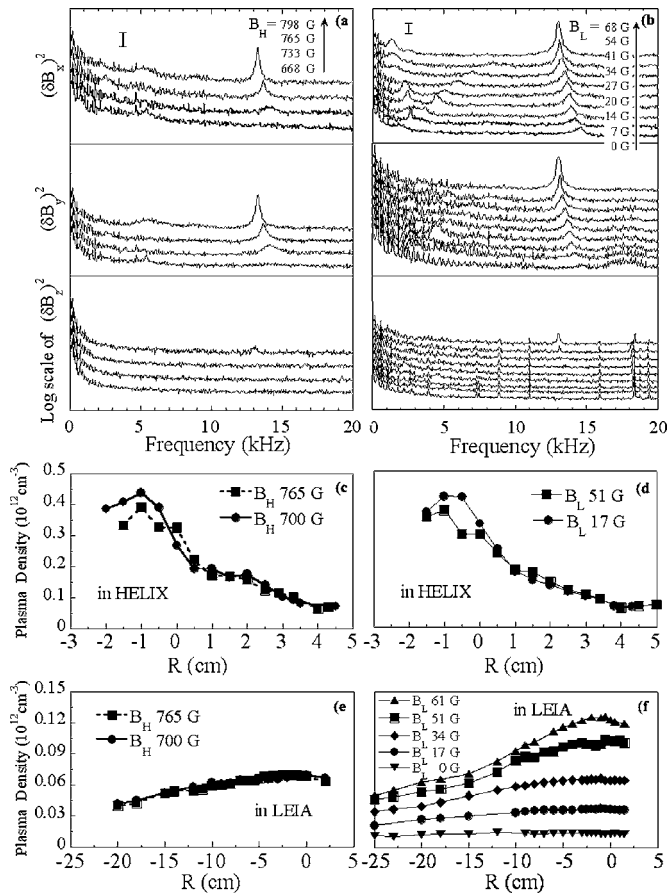 (a)
B_H = 798 G
765 G
733 G
668 G
(δB)_x^2
(δB)_y^2
Log scale of (δB)_z^2
0 5 10 15 20
Frequency (kHz)
(b)
B_L = 68 G
54 G
41 G
34 G
27 G
20 G
14 G
7 G
0 G
0 5 10 15 20
Frequency (kHz)
(c)
B_H 765 G
B_H 700 G
in HELIX
Plasma Density (10^12cm^-3)
0.5
0.4
0.3
0.2
0.1
0
-3 -2 -1 0 1 2 3 4 5
R (cm)
(d)
B_L 51 G
B_L 17 G
in HELIX
-3 -2 -1 0 1 2 3 4 5
R (cm)
(e)
B_H 765 G
B_H 700 G
in LEIA
Plasma Density (10^12cm^-3)
0.15
0.12
0.09
0.06
0.03
0
-25 -20 -15 -10 -5 0 5
R (cm)
(f)
B_L 61 G
B_L 51 G
B_L 34 G
B_L 17 G
B_L 0 G
in LEIA
-25 -20 -15 -10 -5 0 5
R (cm)